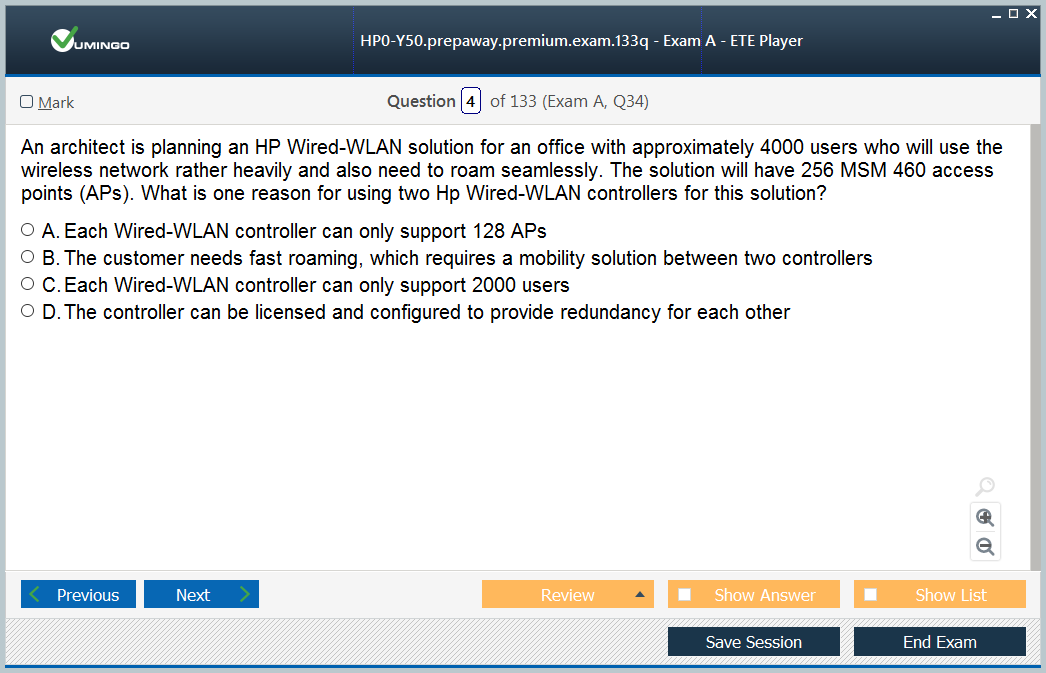 VUMINGO
HP0-Y50.prepaway.premium.exam.133q - Exam A - ETE Player
Mark
Question 4 of 133 (Exam A, Q34)
An architect is planning an HP Wired-WLAN solution for an office with approximately 4000 users who will use the
wireless network rather heavily and also need to roam seamlessly. The solution will have 256 MSM 460 access
points (APs). What is one reason for using two Hp Wired-WLAN controllers for this solution?
A. Each Wired-WLAN controller can only support 128 APs
B. The customer needs fast roaming, which requires a mobility solution between two controllers
C. Each Wired-WLAN controller can only support 2000 users
D. The controller can be licensed and configured to provide redundancy for each other
Previous Next Review Show Answer Show List
Save Session End Exam